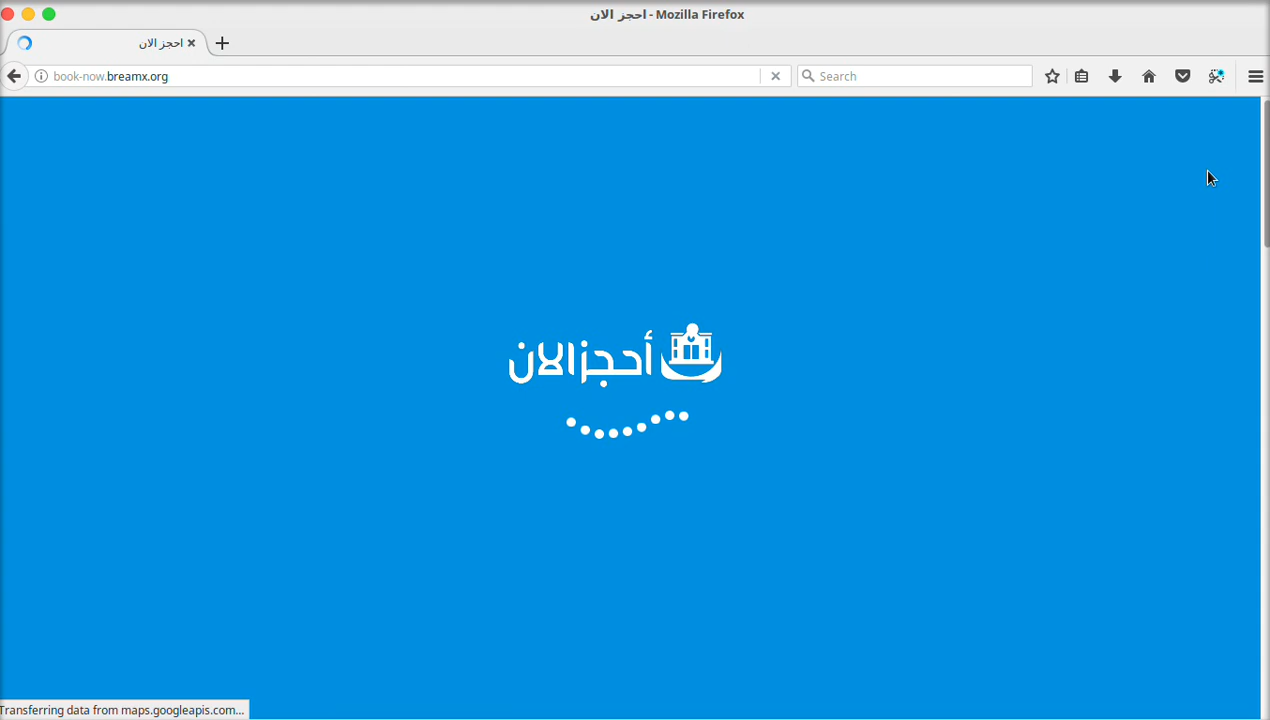 احجز الان - Mozilla Firefox
احجز الان
book-now.breamx.org
Search
أحجز الان
Transferring data from maps.googleapis.com...